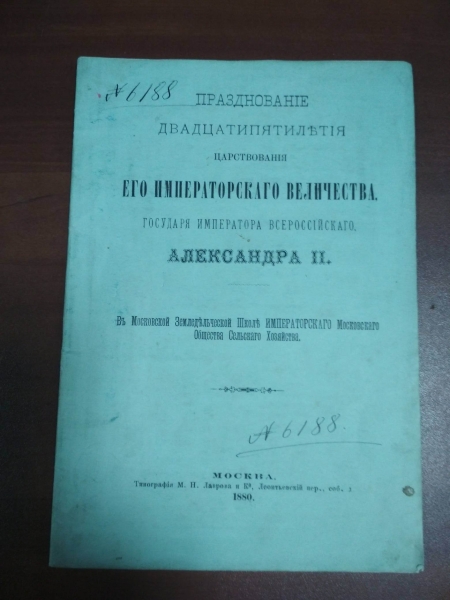 № 6188
ПРАЗДНОВАНІЕ
ДВАДЦАТИПЯТИЛѢТІЯ
ЦАРСТВОВАНІЯ
ЕГО ИМПЕРАТОРСКАГО ВЕЛИЧЕСТВА,
ГОСУДАРЯ ИМПЕРАТОРА ВСЕРОССІЙСКАГО,
АЛЕКСАНДРА II.
Въ Московской Земледѣльческой Школѣ ИМПЕРАТОРСКАГО Московскаго
Общества Сельскаго Хозяйства.
№ 6188.
МОСКВА.
Типографія М. Н. Лаврова и Кº. Леонтьевскій пер., соб.
1880.